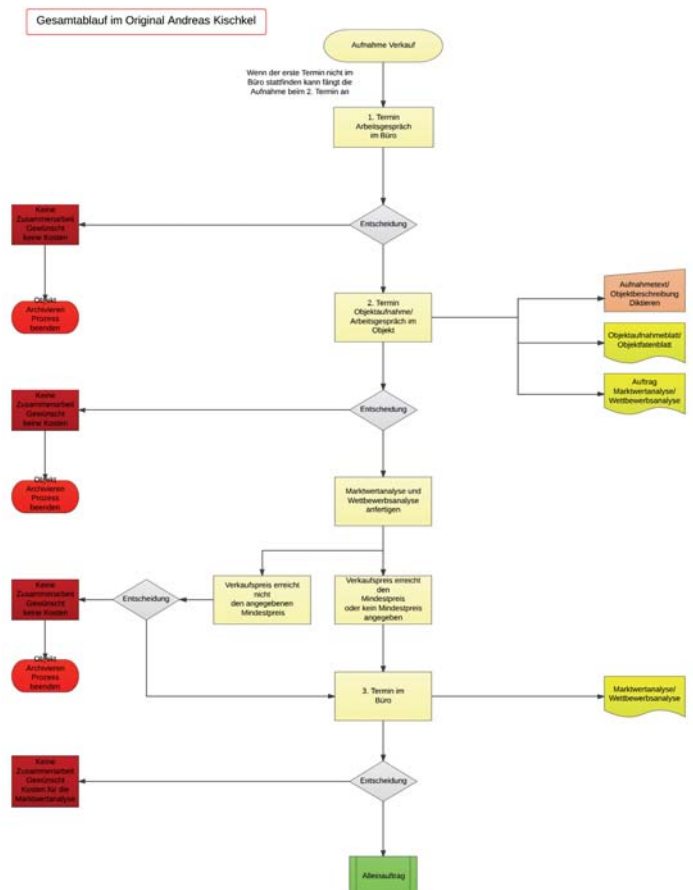 Gesamtablauf im Original Andreas Kischkel
Aufnahme Verkauf
Wenn der erste Termin nicht im
Büro stattfinden kann fängt die
Aufnahme beim 2. Termin an
1. Termin
Arbeitsgespräch
im Büro
Entscheidung
Keine
Zusammenarbeit
Gewünscht
keine Kosten
Objekt
Archivieren
Prozess
beenden
2. Termin
Objektaufnahme/
Arbeitsgespräch im
Objekt
Aufnahmetext/
Objektbeschreibung
Diktieren
Objektaufnahmeblatt/
Objektfatenblatt
Auftrag
Marktwertanalyse/
Wettbewerbsanalyse
Entscheidung
Keine
Zusammenarbeit
Gewünscht
keine Kosten
Objekt
Archivieren
Prozess
beenden
Marktwertanalyse und
Wettbewerbsanalyse
anfertigen
Verkaufspreis erreicht
nicht
den angegebenen
Mindestpreis
Verkaufspreis erreicht
den
Mindestpreis
oder kein Mindestpreis
angegeben
Entscheidung
Keine
Zusammenarbeit
Gewünscht
keine Kosten
Objekt
Archivieren
Prozess
beenden
3. Termin im
Büro
Marktwertanalyse/
Wettbewerbsanalyse
Entscheidung
Keine
Zusammenarbeit
Gewünscht
Kosten für die
Marktwertanalyse
Alleinauftrag